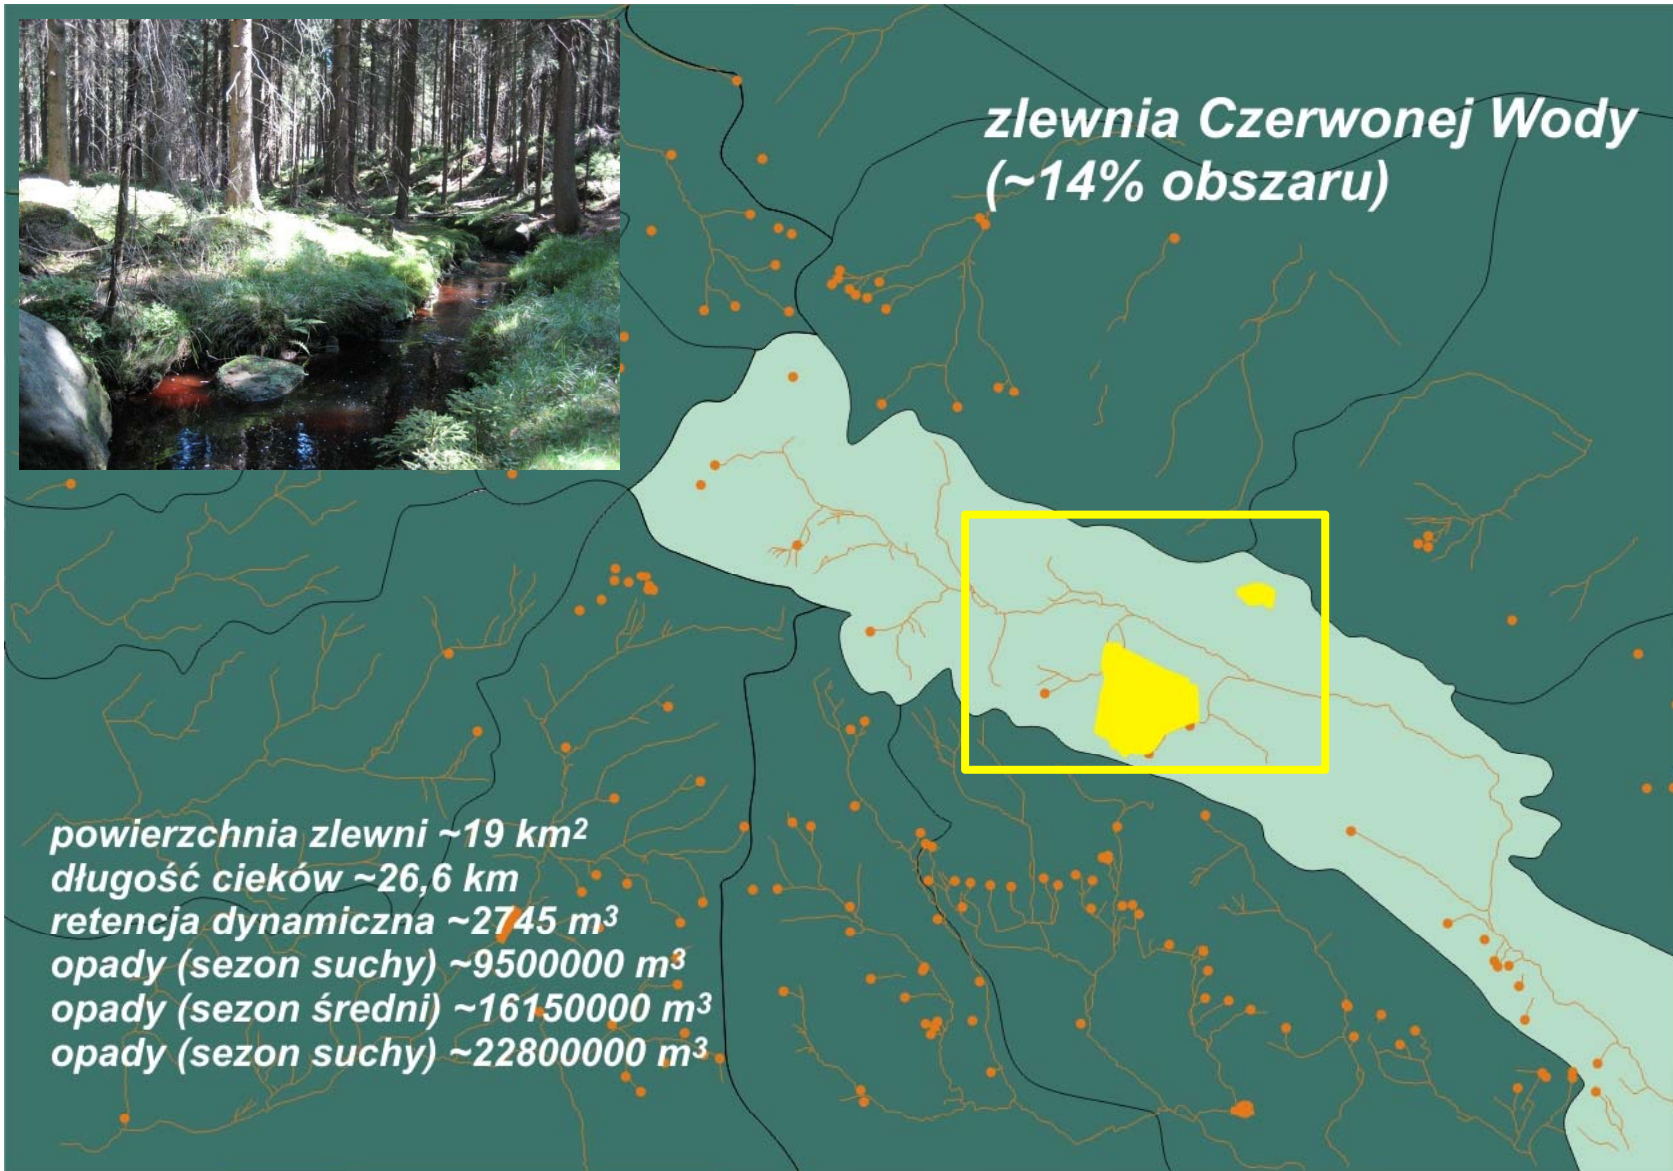 zlewnia Czerwonej Wody
(~14% obszaru)
powierzchnia zlewni ~19 km²
długość cieków ~26,6 km
retencja dynamiczna ~2745 m³
opady (sezon suchy) ~9500000 m³
opady (sezon średni) ~16150000 m³
opady (sezon suchy) ~22800000 m³